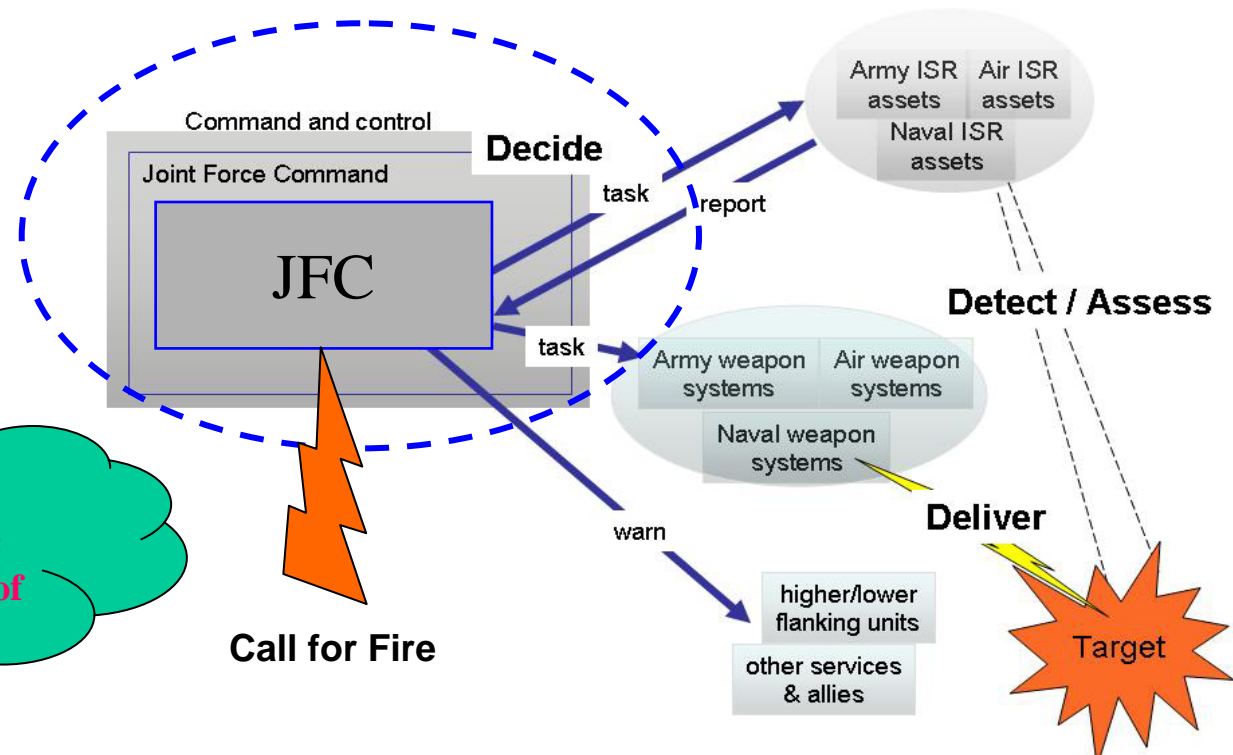 Command and control
Decide
Joint Force Command
JFC
task
report
Army ISR
assets
Air ISR
assets
Naval ISR
assets
Detect / Assess
task
Army weapon
systems
Air weapon
systems
Naval weapon
systems
Deliver
warn
of
Call for Fire
higher/lower
flanking units
other services
& allies
Target